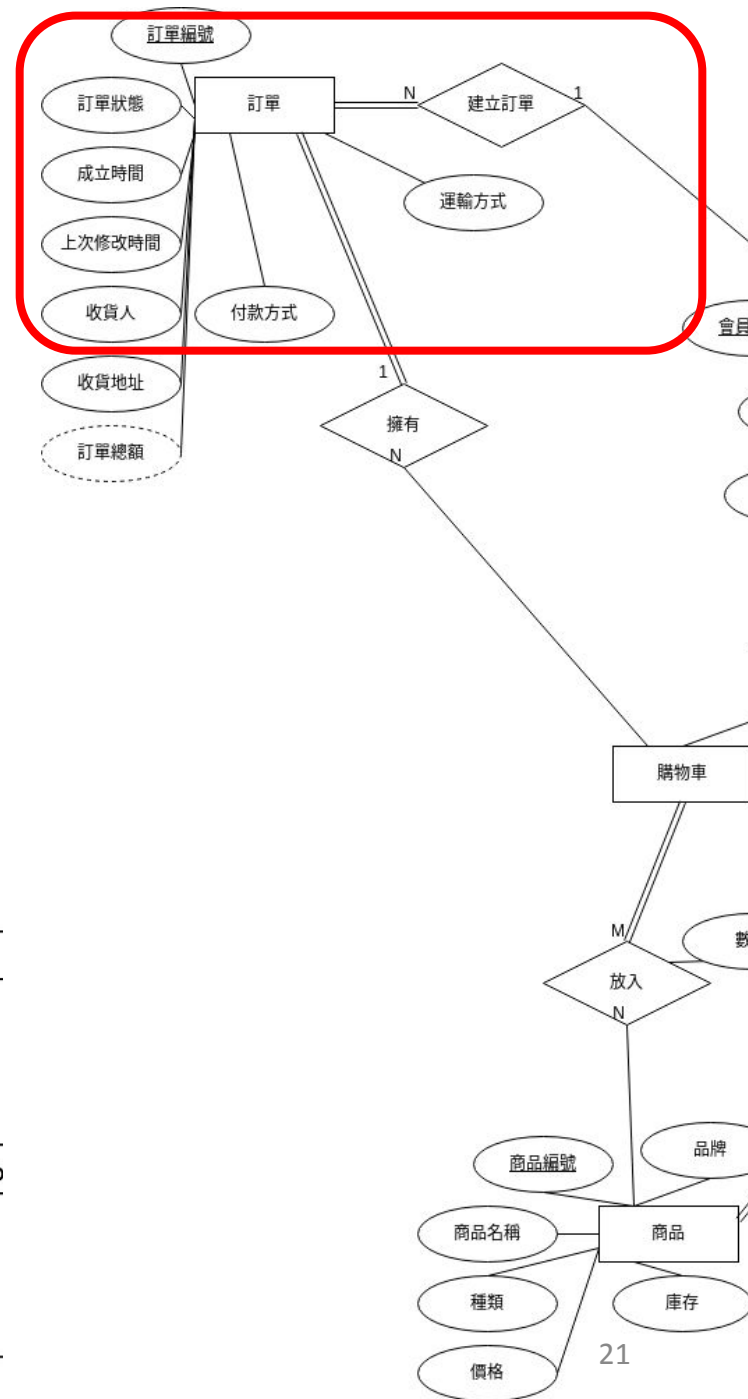 訂單編號
訂單狀態
訂單
N
建立訂單
1
成立時間
運輸方式
上次修改時間
收貨人
付款方式
會員
收貨地址
1
擁有
N
訂單總額
購物車
M
數
放入
N
商品編號
品牌
商品名稱
商品
種類
庫存
價格
21